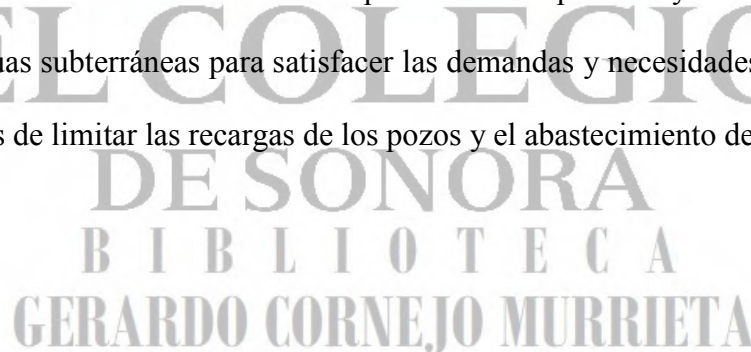 EL COLEGIO
uas subterráneas para satisfacer las demandas y necesidades
s de limitar las recargas de los pozos y el abastecimiento de
DE SONORA
BIBLIOTECA
GERARDO CORNEJO MURRIETA